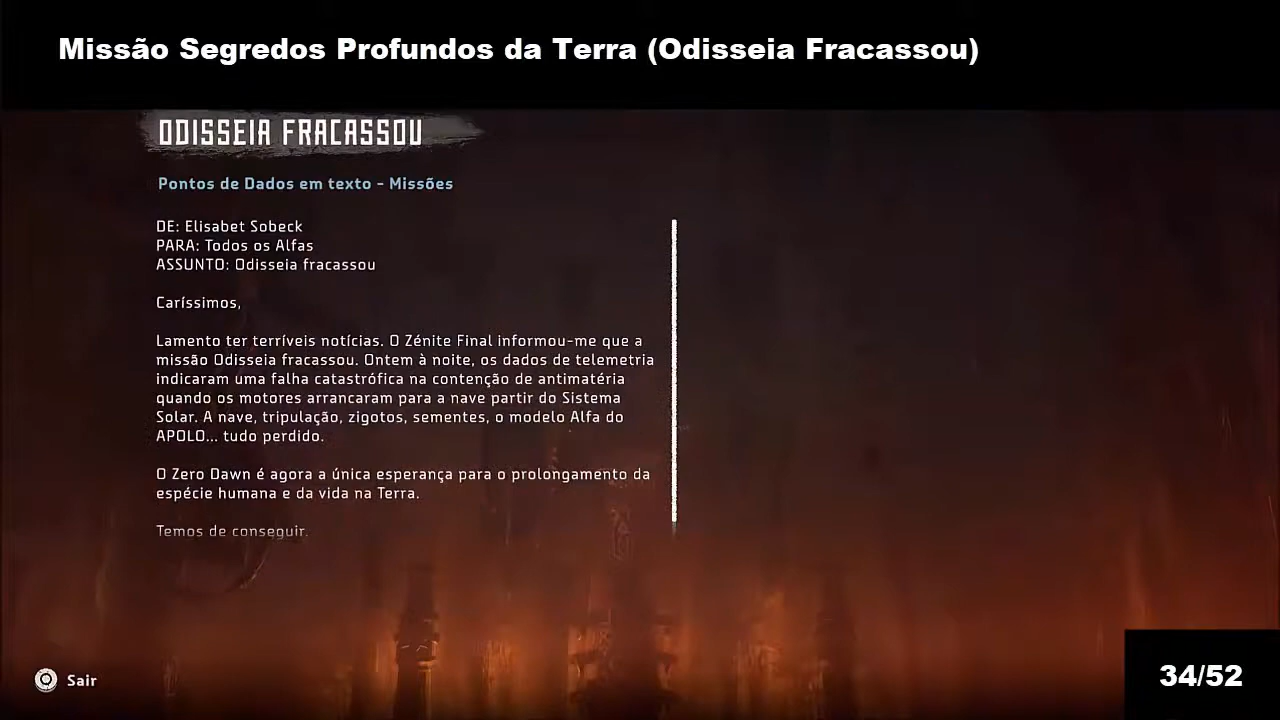 Missão Segredos Profundos da Terra (Odisseia Fracassou)
ODISSEIA FRACASSOU
Pontos de Dados em texto - Missões
DE: Elisabet Sobeck
PARA: Todos os Alfas
ASSUNTO: Odisseia fracassou
Caríssimos,
Lamento ter terríveis notícias. O Zénite Final informou-me que a
missão Odisseia fracassou. Ontem à noite, os dados de telemetria
indicaram uma falha catastrófica na contenção de antimatéria
quando os motores arrancaram para a nave partir do Sistema
Solar. A nave, tripulação, zigotos, sementes, o modelo Alfa do
APOLO... tudo perdido.
O Zero Dawn é agora a única esperança para o prolongamento da
espécie humana e da vida na Terra.
Temos de conseguir.
Sair
34/52